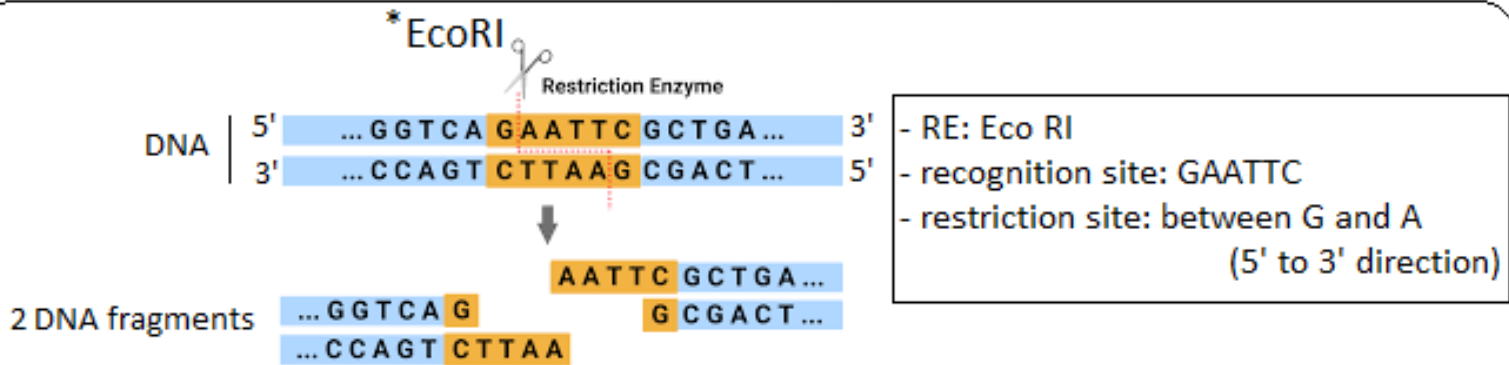 *EcoRI
Restriction Enzyme
DNA
5' ...GGTCAGAATTCGCTGA... 3'
3' ...CCAGTCTTAAGCGACT... 5'
- RE: Eco RI
- recognition site: GAATTC
- restriction site: between G and A
(5' to 3' direction)
2 DNA fragments
AATTCGCTGA...
...GGTCAG
GCGACT...
...CCAGTCTTAA